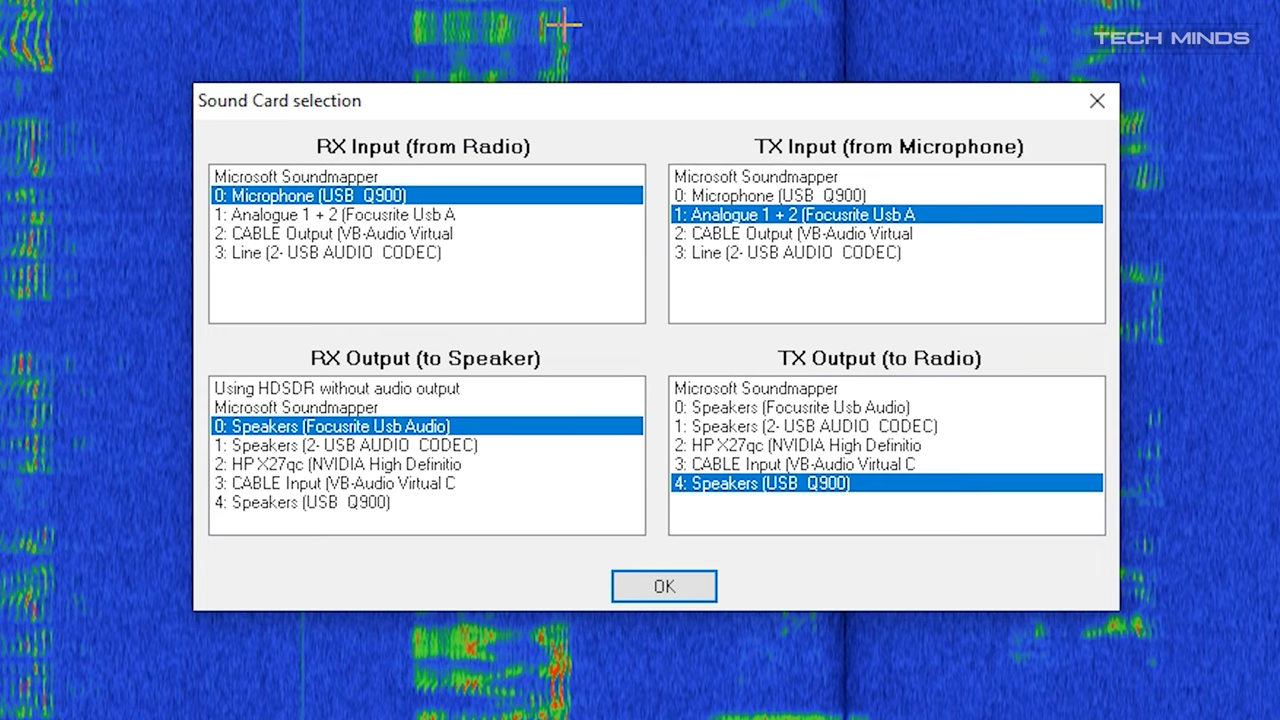 TECH MINDS
Sound Card selection
RX Input (from Radio)
Microsoft Soundmapper
0: Microphone (USB Q900)
1: Analogue 1 + 2 (Focusrite Usb A
2: CABLE Output (VB-Audio Virtual
3: Line (2- USB AUDIO CODEC)
TX Input (from Microphone)
Microsoft Soundmapper
0: Microphone (USB Q900)
1: Analogue 1 + 2 (Focusrite Usb A
2: CABLE Output (VB-Audio Virtual
3: Line (2- USB AUDIO CODEC)
RX Output (to Speaker)
Using HDSDR without audio output
Microsoft Soundmapper
0: Speakers (Focusrite Usb Audio)
1: Speakers (2- USB AUDIO CODEC)
2: HP X27qc (NVIDIA High Definitio
3: CABLE Input (VB-Audio Virtual C
4: Speakers (USB Q900)
TX Output (to Radio)
Microsoft Soundmapper
0: Speakers (Focusrite Usb Audio)
1: Speakers (2- USB AUDIO CODEC)
2: HP X27qc (NVIDIA High Definitio
3: CABLE Input (VB-Audio Virtual C
4: Speakers (USB Q900)
OK